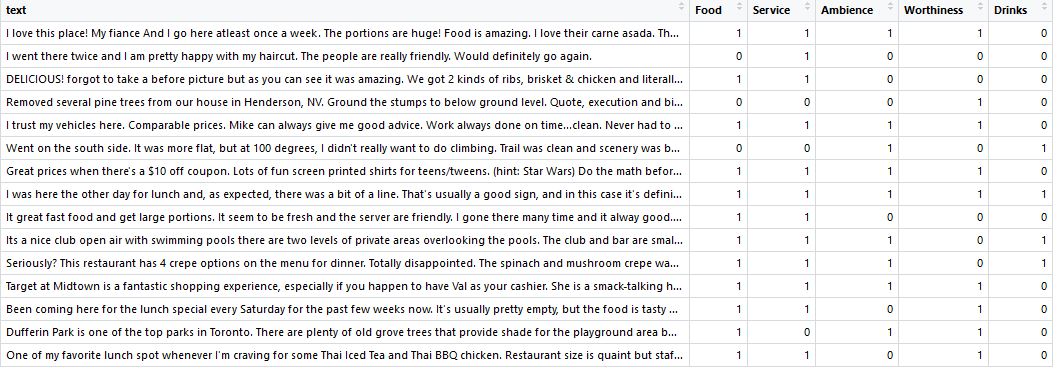 text Food Service Ambience Worthiness Drinks
I love this place! My fiance And I go here atleast once a week. The portions are huge! Food is amazing. I love their carne asada. Th... 1 1 1 1 0
I went there twice and I am pretty happy with my haircut. The people are really friendly. Would definitely go again. 0 1 0 0 0
DELICIOUS! forgot to take a before picture but as you can see it was amazing. We got 2 kinds of ribs, brisket & chicken and literall... 1 1 0 0 0
Removed several pine trees from our house in Henderson, NV. Ground the stumps to below ground level. Quote, execution and bi... 0 0 0 1 0
I trust my vehicles here. Comparable prices. Mike can always give me good advice. Work always done on time...clean. Never had to ... 1 1 1 1 0
Went on the south side. It was more flat, but at 100 degrees, I didn't really want to do climbing. Trail was clean and scenery was b... 0 0 1 0 1
Great prices when there's a $10 off coupon. Lots of fun screen printed shirts for teens/tweens. (hint: Star Wars) Do the math befor... 1 1 1 1 0
I was here the other day for lunch and, as expected, there was a bit of a line. That's usually a good sign, and in this case it's defini... 1 1 1 1 1
It great fast food and get large portions. It seem to be fresh and the server are friendly. I gone there many time and it alway good.... 1 1 0 0 0
Its a nice club open air with swimming pools there are two levels of private areas overlooking the pools. The club and bar are smal... 1 1 1 0 1
Seriously? This restaurant has 4 crepe options on the menu for dinner. Totally disappointed. The spinach and mushroom crepe wa... 1 1 1 0 1
Target at Midtown is a fantastic shopping experience, especially if you happen to have Val as your cashier. She is a smack-talking h... 1 1 1 1 0
Been coming here for the lunch special every Saturday for the past few weeks now. It's usually pretty empty, but the food is tasty ... 1 1 0 1 0
Dufferin Park is one of the top parks in Toronto. There are plenty of old grove trees that provide shade for the playground area b... 1 0 1 1 0
One of my favorite lunch spot whenever I'm craving for some Thai Iced Tea and Thai BBQ chicken. Restaurant size is quaint but staf... 1 1 0 1 0